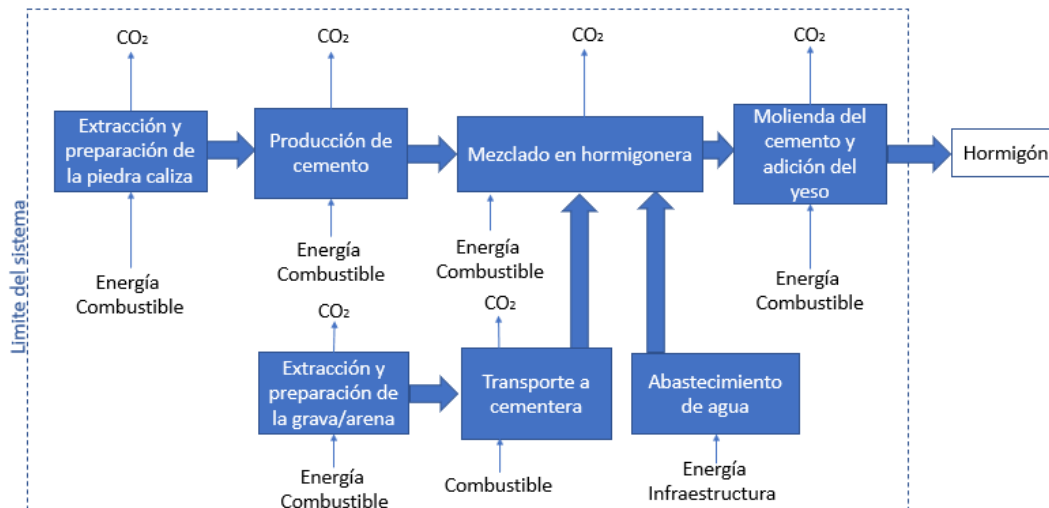 CO₂
CO₂
CO₂
CO₂
Extracción y
preparación de
la piedra caliza
Producción de
cemento
Mezclado en hormigonera
Molienda del
cemento y
adición del
yeso
Hormigón
Energía
Combustible
Energía
Combustible
Energía
Combustible
Energía
Combustible
Limite del sistema
CO₂
CO₂
Extracción y
preparación de
la grava/arena
Transporte a
cementera
Abastecimiento
de agua
Energía
Combustible
Combustible
Energía
Infraestructura